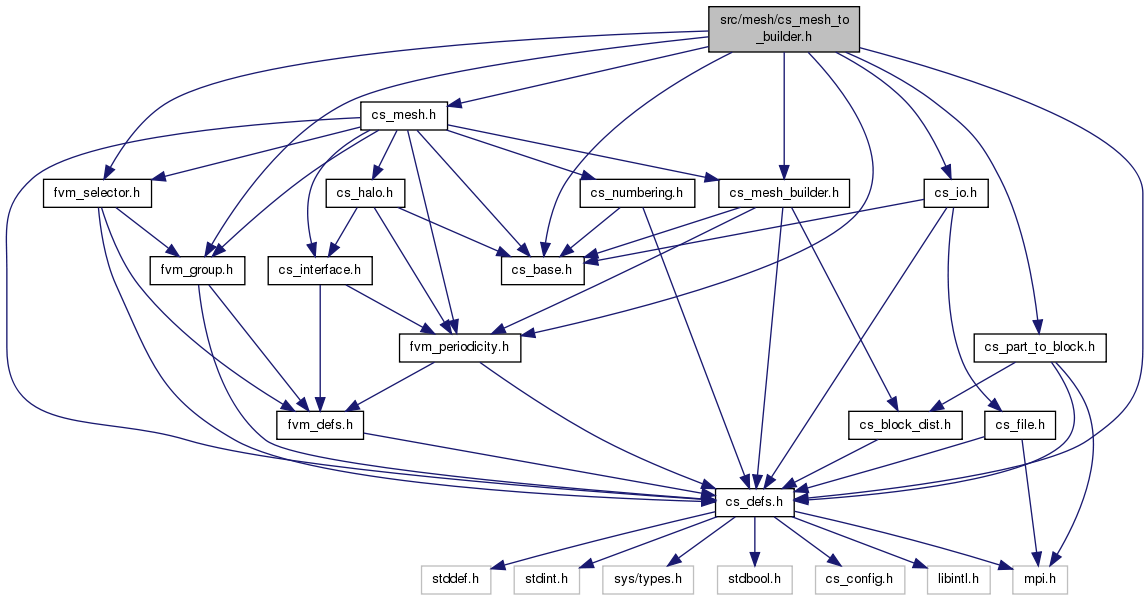 src/mesh/cs_mesh_to
_builder.h
cs_mesh.h
fvm_selector.h
cs_halo.h
cs_numbering.h
cs_mesh_builder.h
cs_io.h
fvm_group.h
cs_interface.h
cs_base.h
fvm_periodicity.h
cs_part_to_block.h
fvm_defs.h
cs_block_dist.h
cs_file.h
cs_defs.h
stddef.h
stdint.h
sys/types.h
stdbool.h
cs_config.h
libintl.h
mpi.h